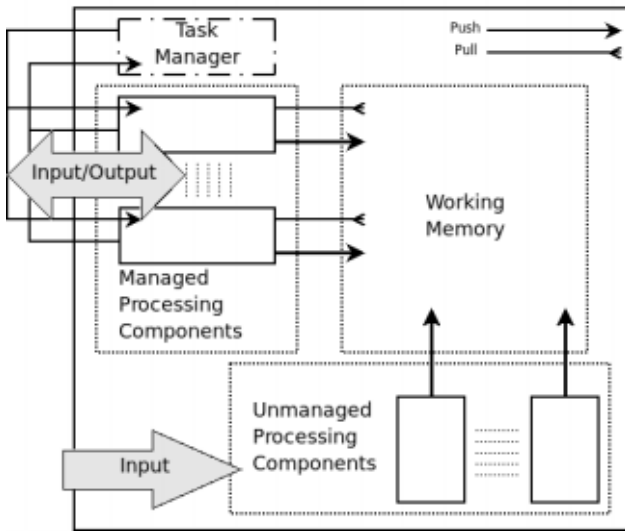 Task
Manager
Push
Pull
Input/Output
Working
Memory
Managed
Processing
Components
Unmanaged
Processing
Components
Input